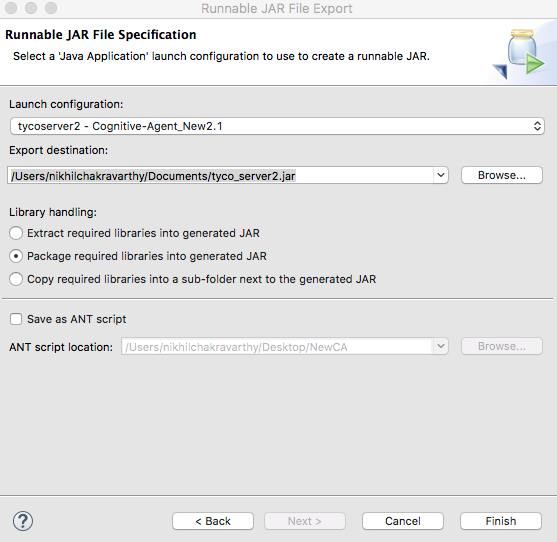 Runnable JAR File Export
Runnable JAR File Specification
Select a 'Java Application' launch configuration to use to create a runnable JAR.
Launch configuration:
tycoserver2 - Cognitive-Agent_New2.1
Export destination:
/Users/nikhilchakravarthy/Documents/tyco_server2.jar
Browse...
Library handling:
Extract required libraries into generated JAR
Package required libraries into generated JAR
Copy required libraries into a sub-folder next to the generated JAR
Save as ANT script
ANT script location: /Users/nikhilchakravarthy/Desktop/NewCA Browse...
? < Back Next > Cancel Finish